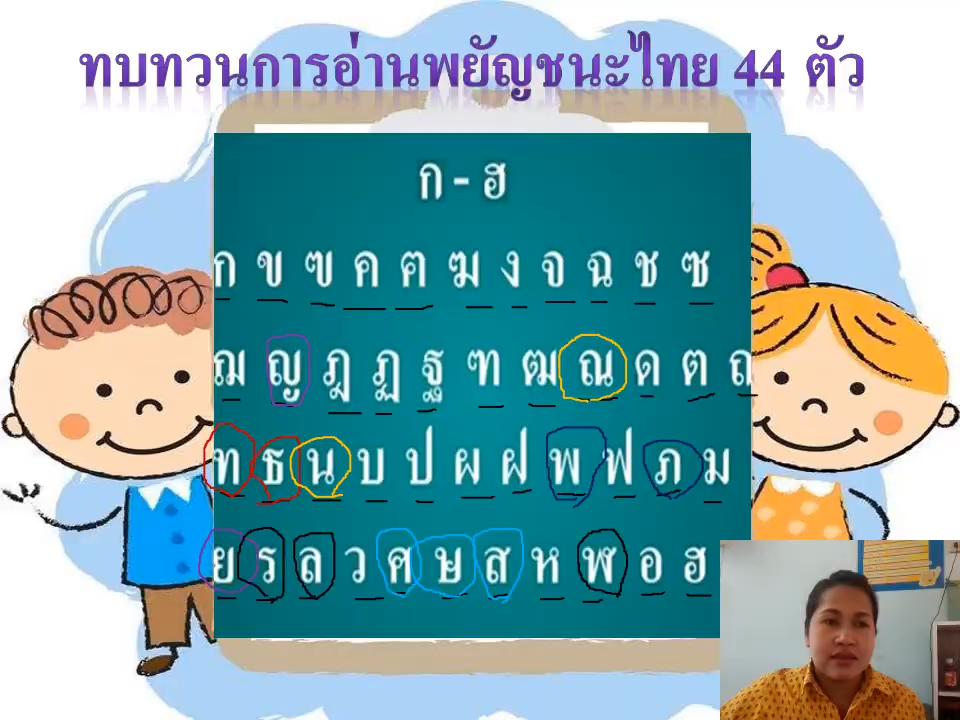 ทบทวนการอ่านพยัญชนะไทย 44 ตัว
ก - ฮ
ก ข ฃ ค ฅ ฆ ง จ ฉ ช ซ
ฌ ญ ฎ ฏ ฐ ฑ ฒ ณ ด ต ถ
ท ธ น บ ป ผ ฝ พ ฟ ภ ม
ย ร ล ว ศ ษ ส ห ฬ อ ฮ